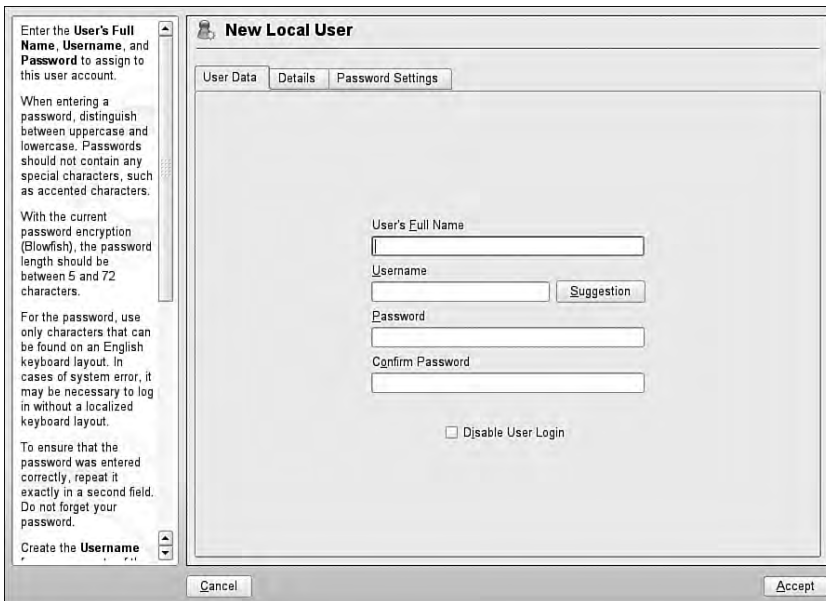 Enter the User's Full
Name, Username, and
Password to assign to
this user account.
When entering a
password, distinguish
between uppercase and
lowercase. Passwords
should not contain any
special characters, such
as accented characters.
With the current
password encryption
(Blowfish), the password
length should be
between 5 and 72
characters.
For the password, use
only characters that can
be found on an English
keyboard layout. In
cases of system error, it
may be necessary to log
in without a localized
keyboard layout.
To ensure that the
password was entered
correctly, repeat it
exactly in a second field.
Do not forget your
password.
Create the Username
New Local User
User Data Details Password Settings
User's Full Name
Username
Suggestion
Password
Confirm Password
Disable User Login
Cancel Accept